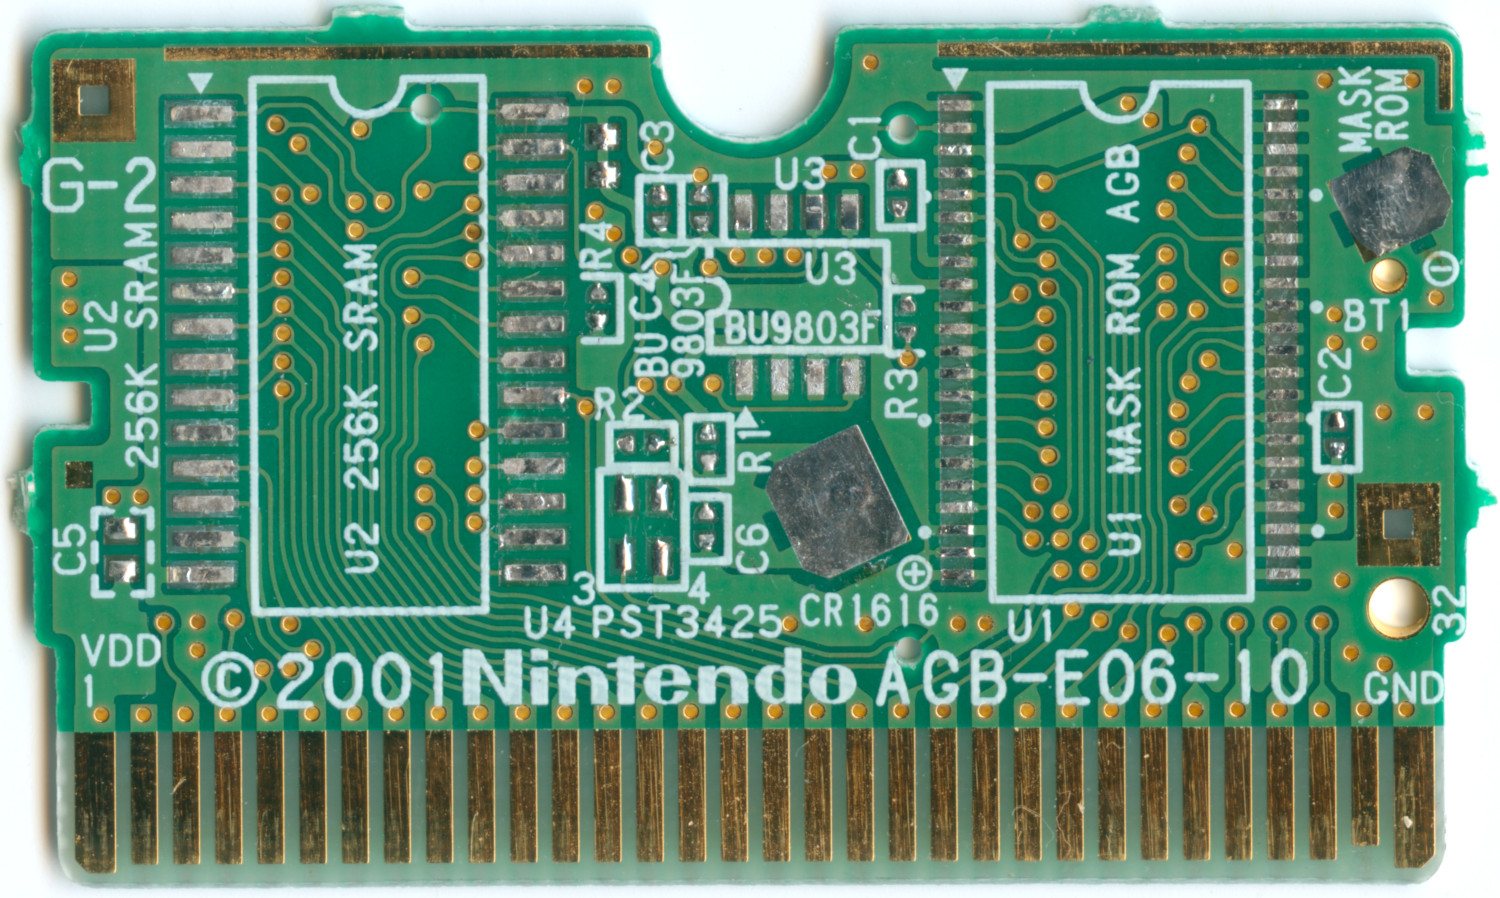 G-2
U2
256K SRAM
U2 256K SRAM
C3
U3
C1
R4
C4
BU
9803F
U3
BU9803F
R3
R2
R1
C6
C5
3
4
U4 PST3425
CR1616
+
U1 MASK ROM AGB
U1
MASK
ROM
BT1
C2
32
VDD
1
©2001 Nintendo AGB-E06-10
GND